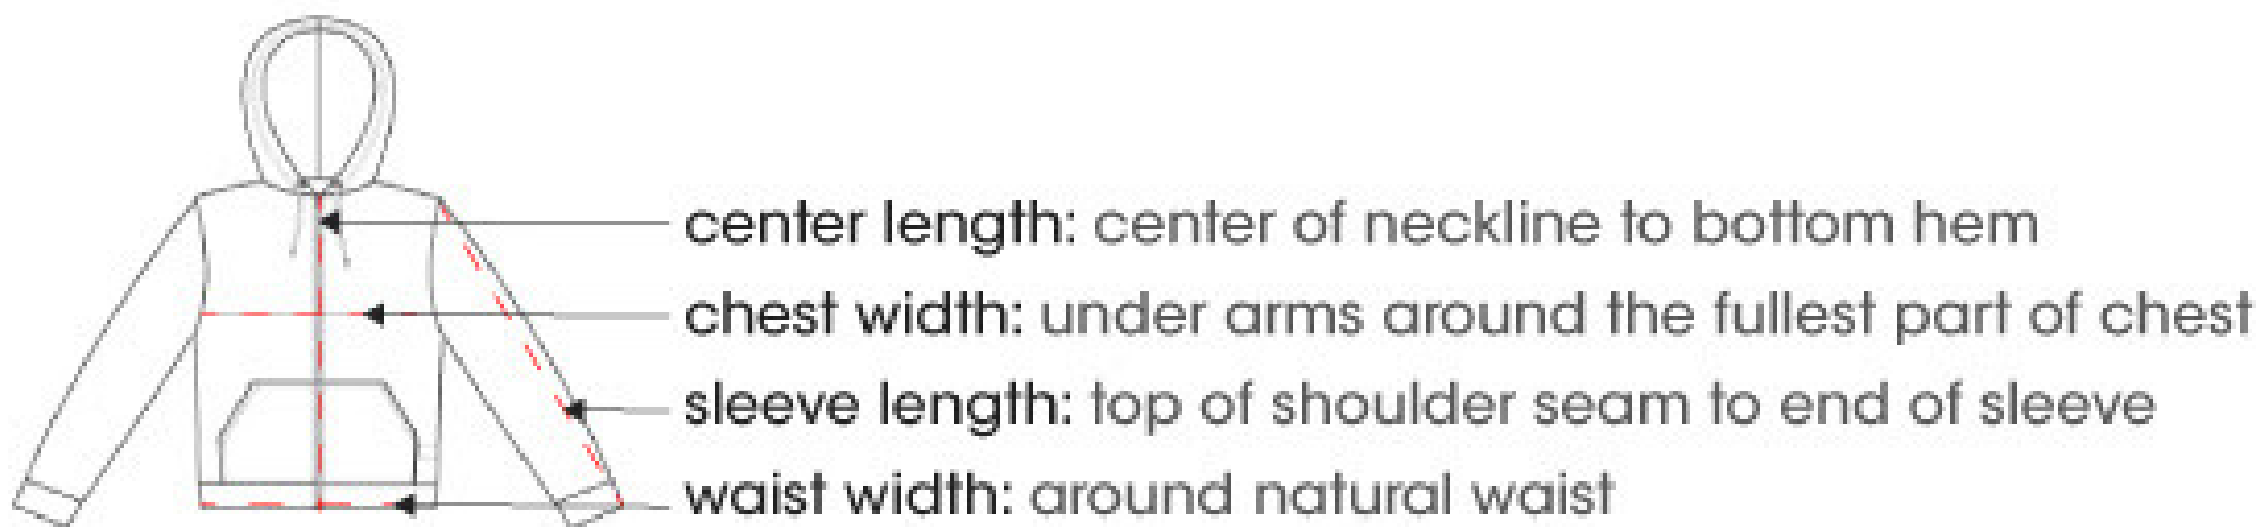 center length: center of neckline to bottom hem
chest width: under arms around the fullest part of chest
sleeve length: top of shoulder seam to end of sleeve
waist width: around natural waist